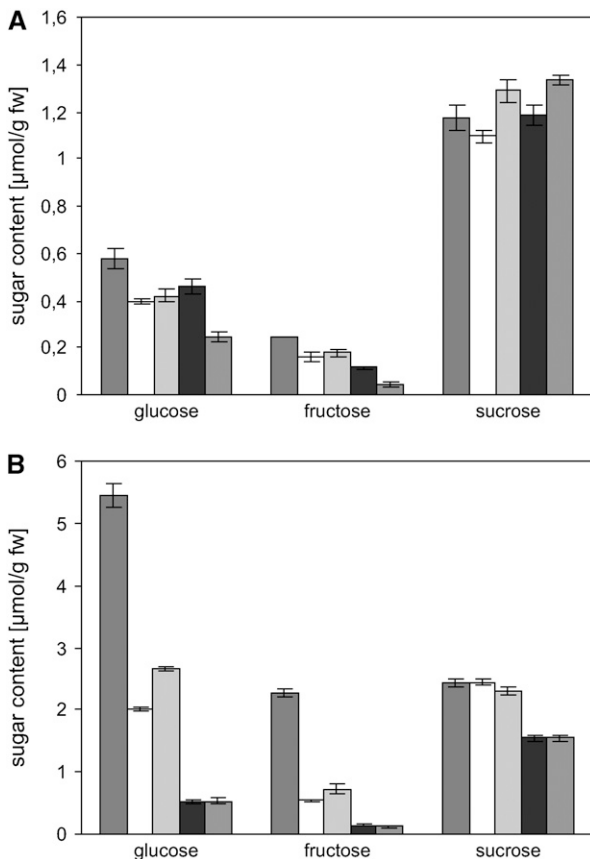 A
sugar content [µmol/g fw]
1,6
1,4
1,2
1
0,8
0,6
0,4
0,2
0
glucose fructose sucrose
B
sugar content [µmol/g fw]
6
5
4
3
2
1
0
glucose fructose sucrose